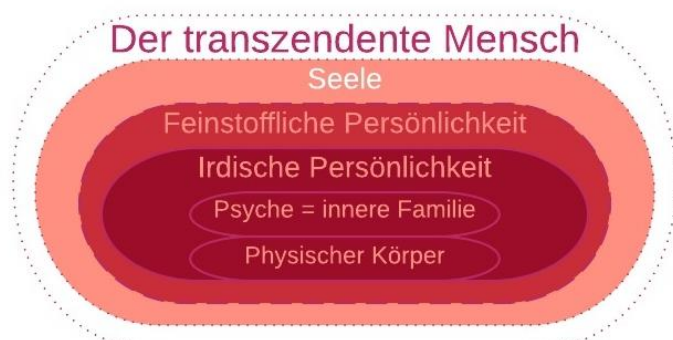 Der transzendente Mensch
Seele
Feinstoffliche Persönlichkeit
Irdische Persönlichkeit
Psyche = innere Familie
Physischer Körper